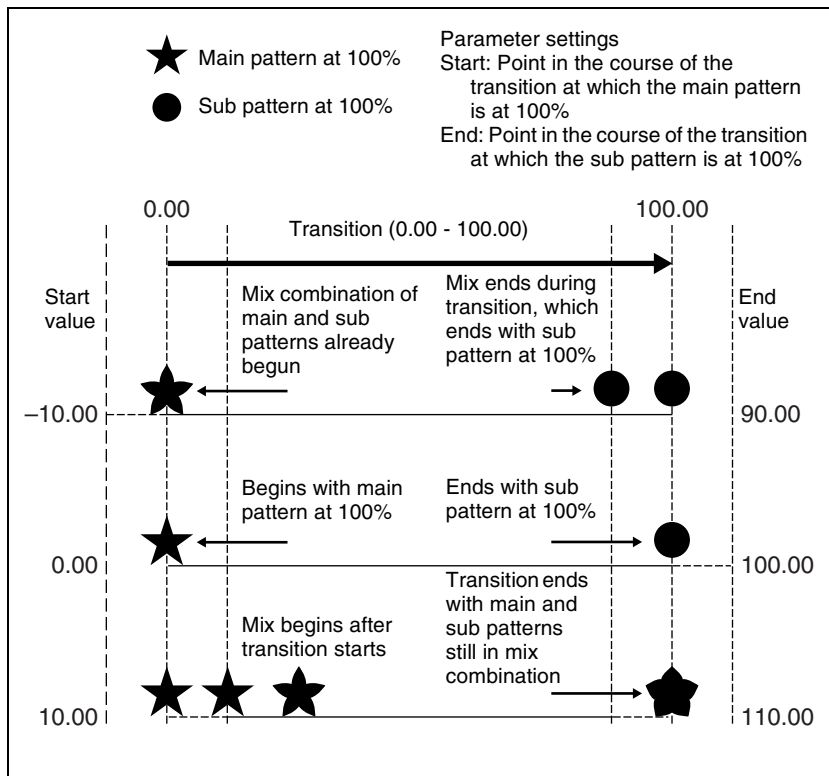 Main pattern at 100%
Sub pattern at 100%
Parameter settings
Start: Point in the course of the
transition at which the main pattern
is at 100%
End: Point in the course of the transition
at which the sub pattern is at 100%
0.00
100.00
Transition (0.00 - 100.00)
Start
value
End
value
Mix combination of
main and sub
patterns already
begun
Mix ends during
transition, which
ends with sub
pattern at 100%
–10.00
90.00
Begins with main
pattern at 100%
Ends with sub
pattern at 100%
0.00
100.00
Mix begins after
transition starts
Transition ends
with main and
sub patterns
still in mix
combination
10.00
110.00